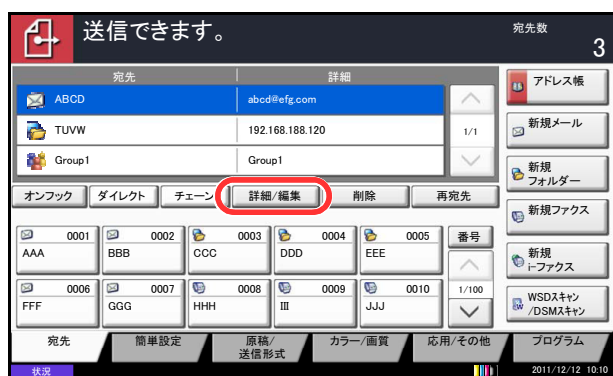 送信できます。
宛先数
3
宛先 詳細
ABCD abcd@efg.com
TUVW 192.168.188.120 1/1
Group1 Group1
アドレス帳
新規メール
新規
フォルダー
新規ファクス
新規
i-ファクス
WSDスキャン
/DSMスキャン
オンフック ダイレクト チェーン 詳細/編集 削除 再宛先
0001 0002 0003 0004 0005 番号
AAA BBB CCC DDD EEE
0006 0007 0008 0009 0010 1/100
FFF GGG HHH III JJJ
宛先 簡単設定 原稿/
送信形式 カラー/画質 応用/その他 プログラム
状況 2011/12/12 10:10